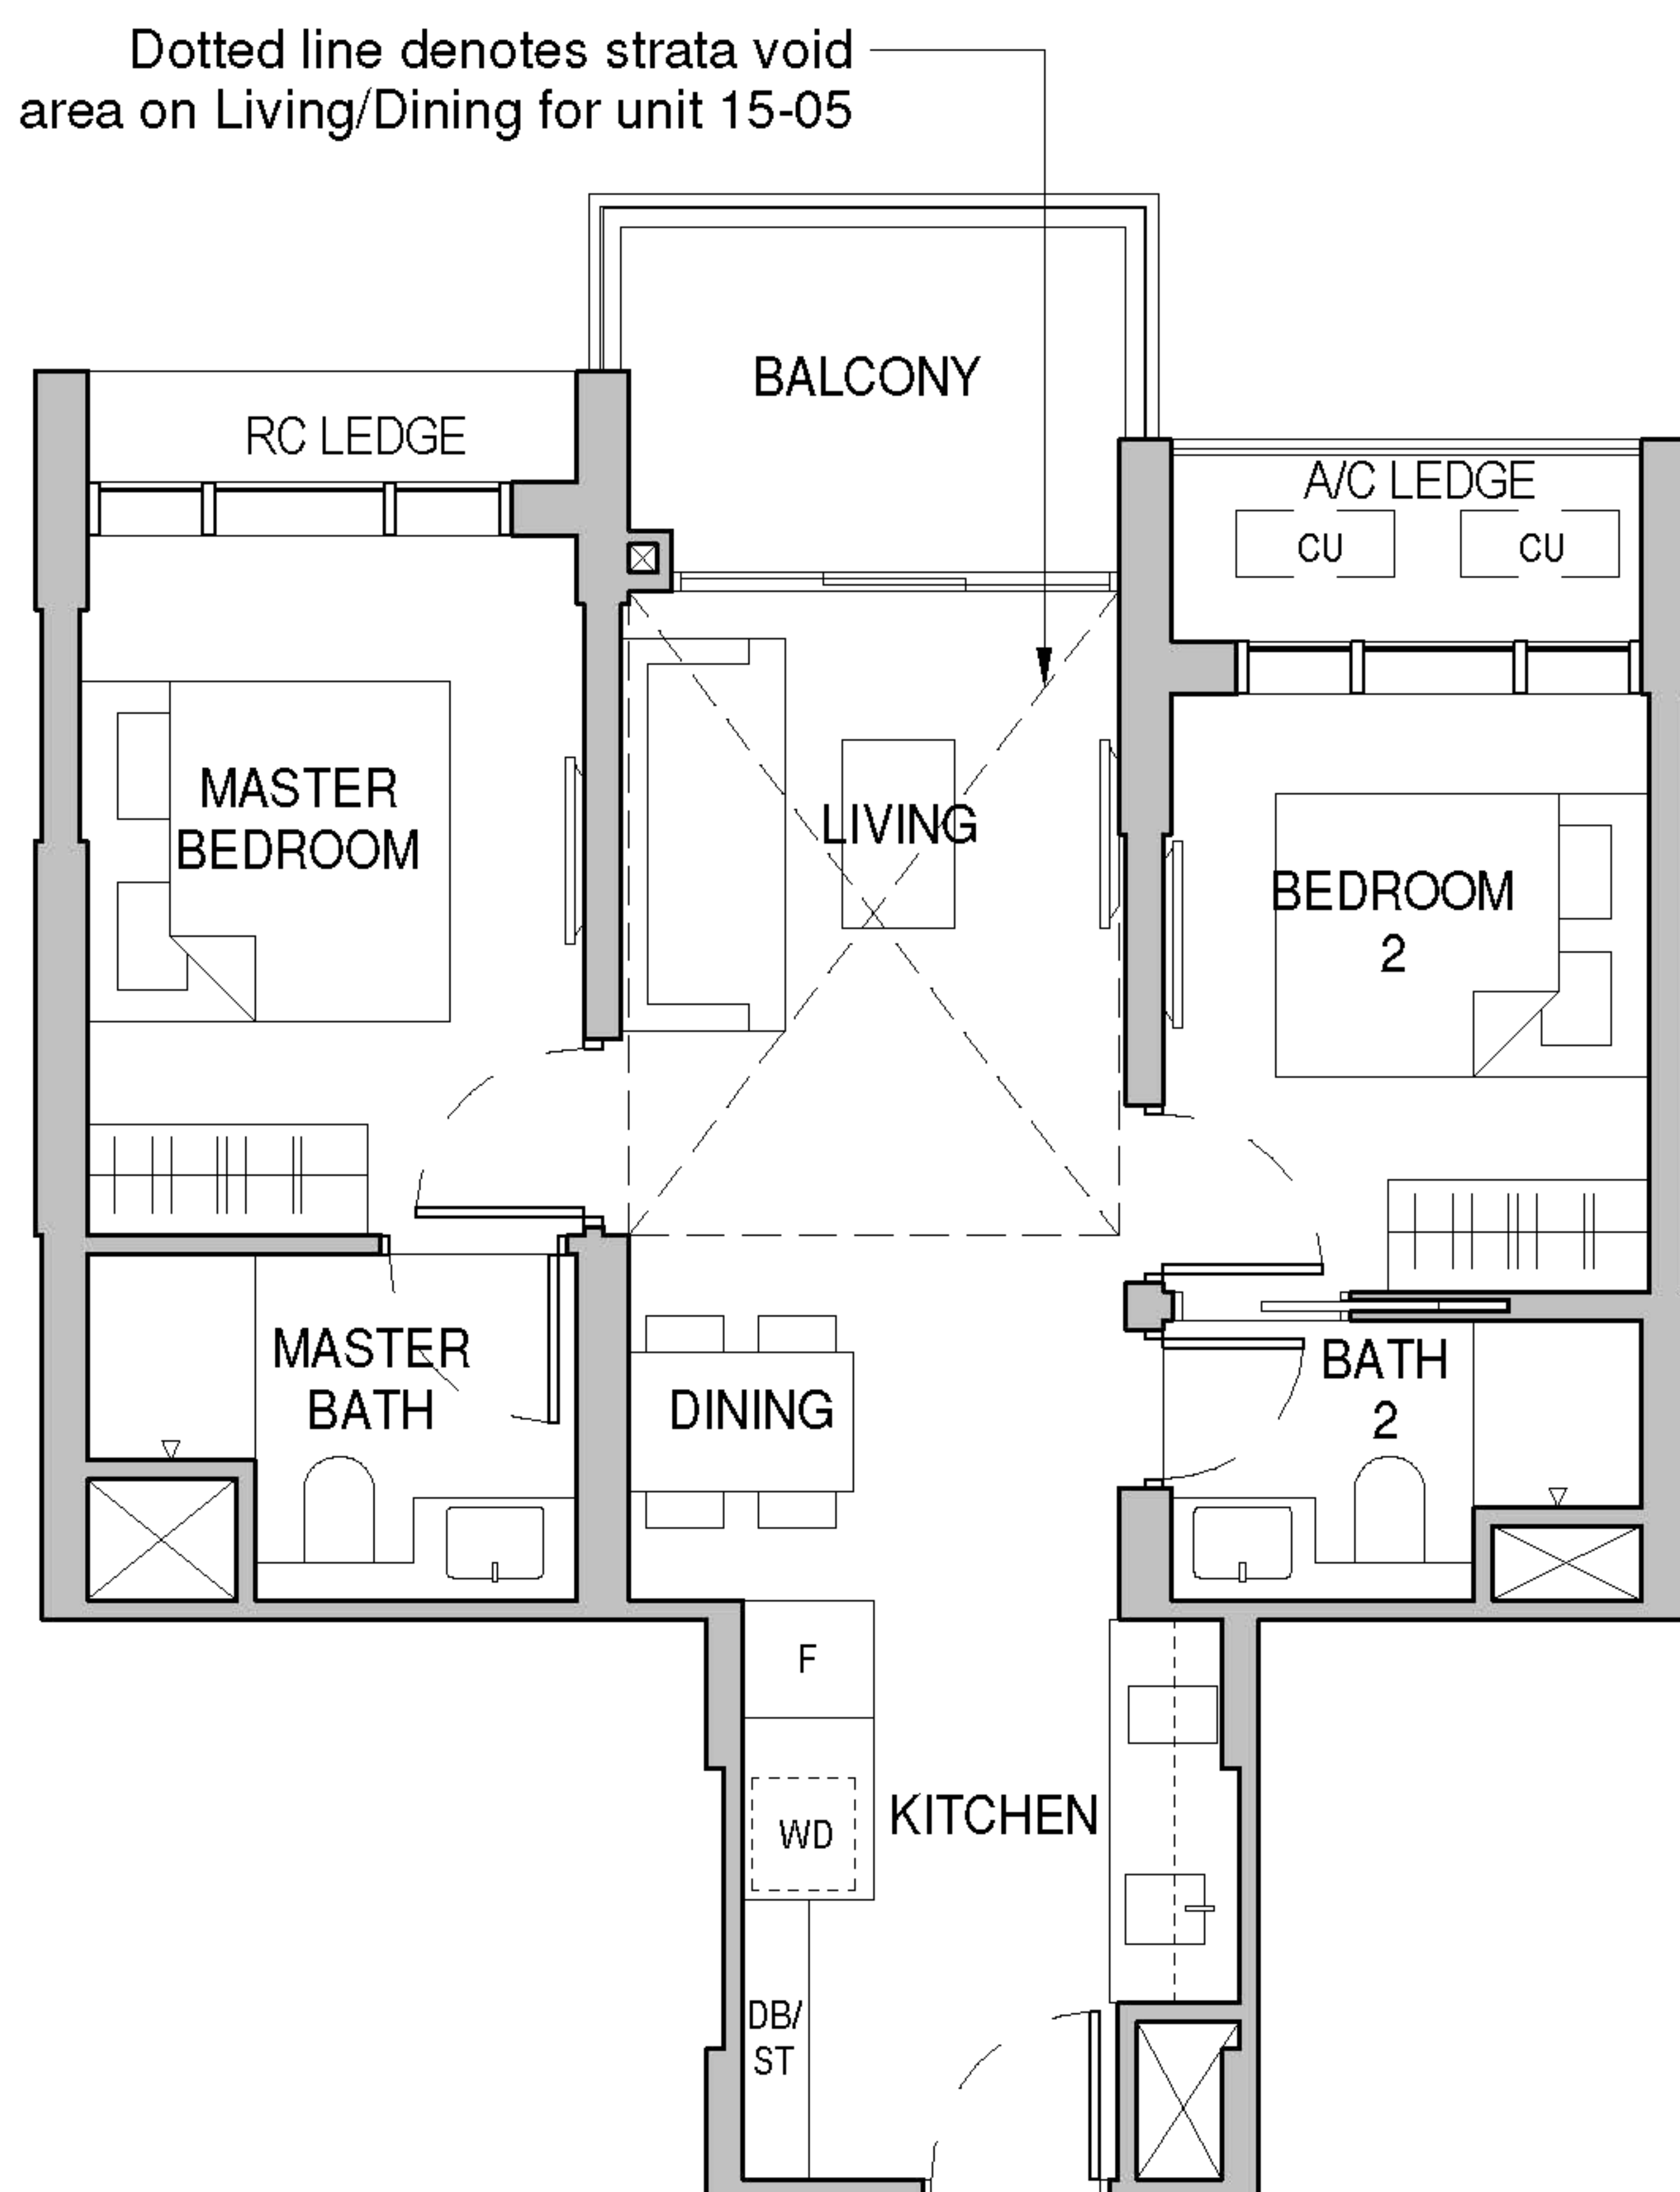 Dotted line denotes strata void
area on Living/Dining for unit 15-05
BALCONY
RC LEDGE
A/C LEDGE
CU
CU
MASTER
BEDROOM
LIVING
BEDROOM
2
MASTER
BATH
DINING
BATH
2
F
WD
KITCHEN
DB/
ST